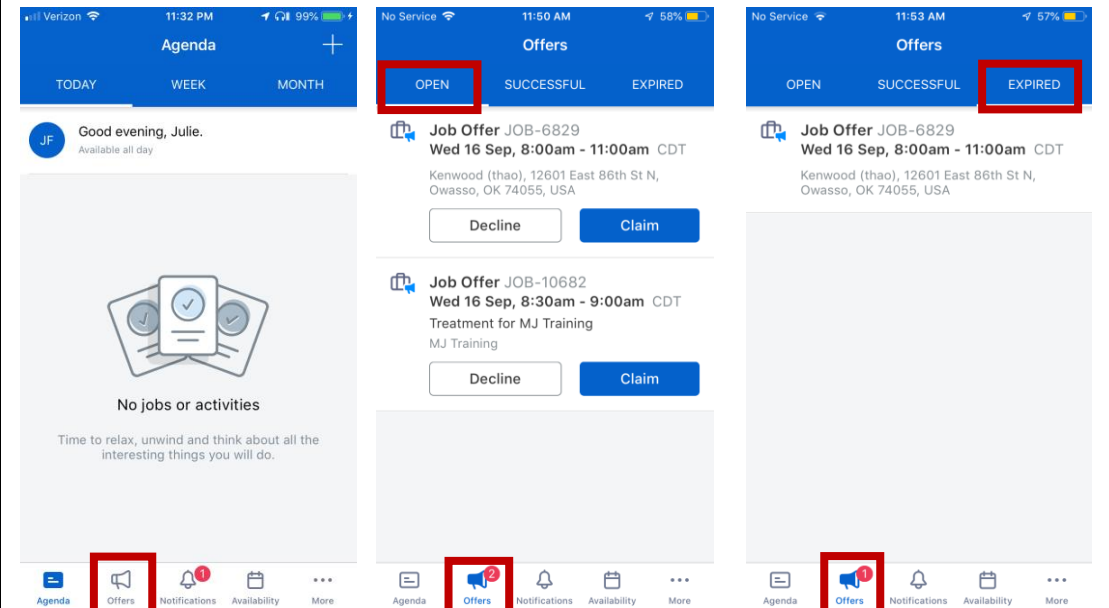 Verizon 11:32 PM 99%
Agenda
TODAY WEEK MONTH
JF
Good evening, Julie.
Available all day
No jobs or activities
Time to relax, unwind and think about all the
interesting things you will do.
1
Agenda Offers Notifications Availability More
No Service 11:50 AM 58%
Offers
OPEN SUCCESSFUL EXPIRED
Job Offer JOB-6829
Wed 16 Sep, 8:00am - 11:00am CDT
Kenwood (thao), 12601 East 86th St N,
Owasso, OK 74055, USA
Decline Claim
Job Offer JOB-10682
Wed 16 Sep, 8:30am - 9:00am CDT
Treatment for MJ Training
MJ Training
Decline Claim
2
Agenda Offers Notifications Availability More
No Service 11:53 AM 57%
Offers
OPEN SUCCESSFUL EXPIRED
Job Offer JOB-6829
Wed 16 Sep, 8:00am - 11:00am CDT
Kenwood (thao), 12601 East 86th St N,
Owasso, OK 74055, USA
1
Agenda Offers Notifications Availability More